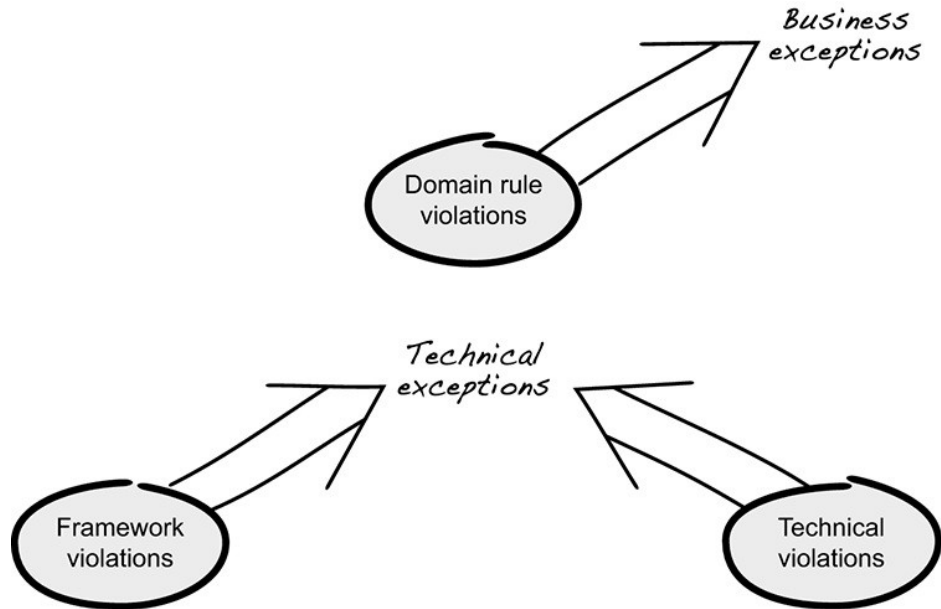 Business
exceptions
Domain rule
violations
Technical
exceptions
Framework
violations
Technical
violations